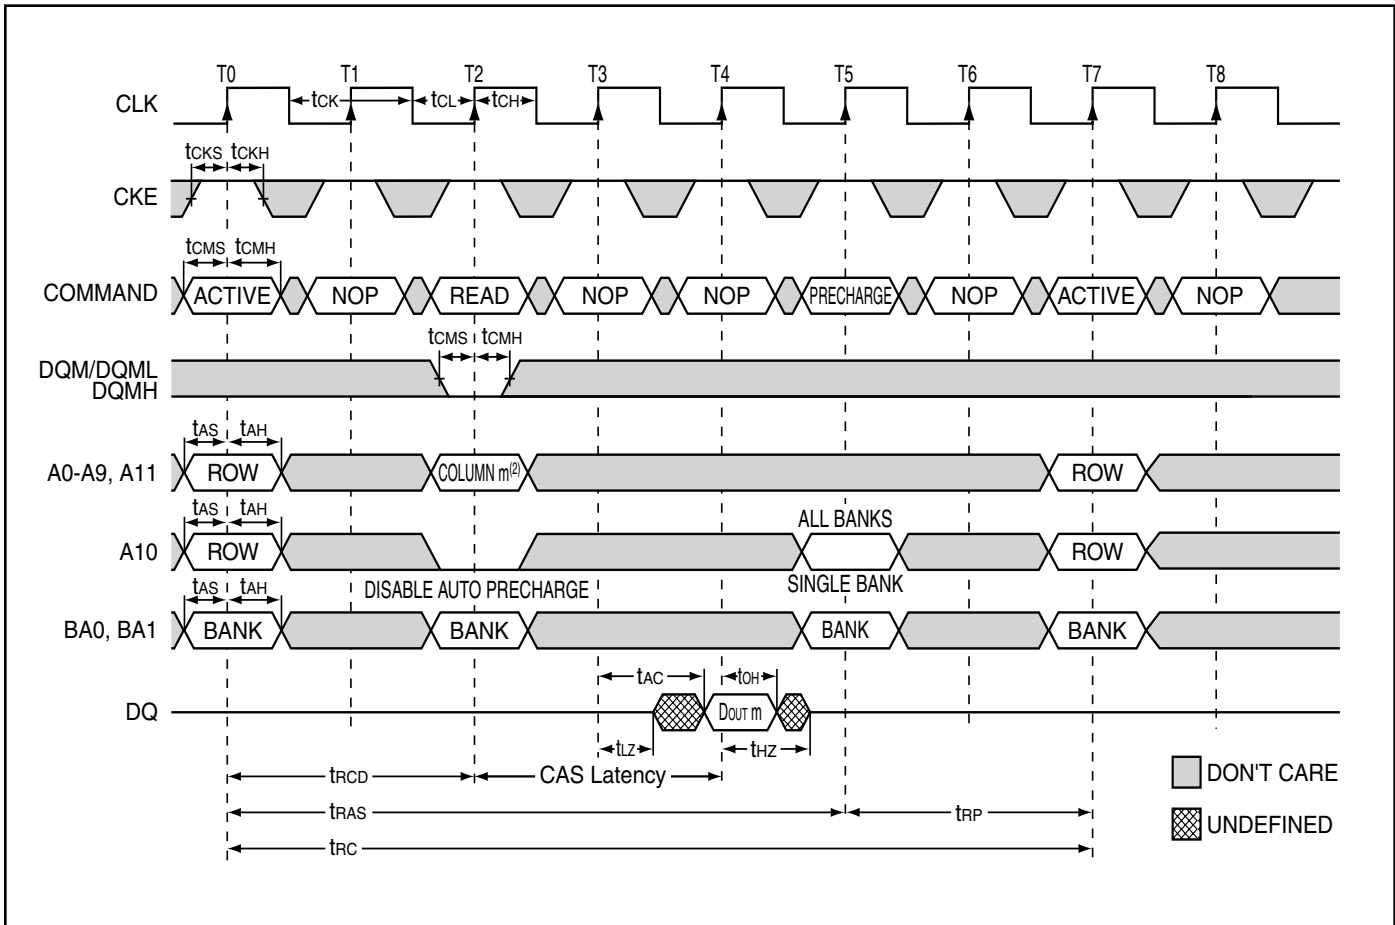 T0 T1 T2 T3 T4 T5 T6 T7 T8
CLK
tCK tCL tCH
tCKS tCKH
CKE
tCMS tCMH
COMMAND ACTIVE NOP READ NOP NOP PRECHARGE NOP ACTIVE NOP
tCMS tCMH
DQM/DQML
DQMH
tAS tAH
A0-A9, A11 ROW COLUMN m(2) ROW
tAS tAH ALL BANKS
A10 ROW ROW
DISABLE AUTO PRECHARGE SINGLE BANK
tAS tAH
BA0, BA1 BANK BANK BANK BANK
tAC tOH
DQ DOUT m
tLZ tHZ
tRCD CAS Latency
DON'T CARE
tRAS tRP
UNDEFINED
tRC